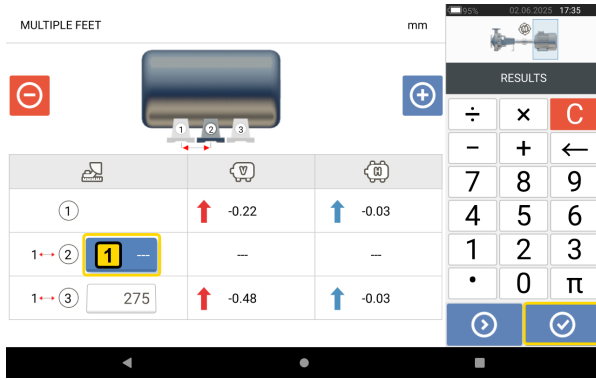 95% 02.06.2025 17:35
MULTIPLE FEET mm
RESULTS
1 2 3
V H
1 -0.22 -0.03
1 2 1 --- --- ---
1 3 275 -0.48 -0.03
÷ × C
− + ←
7 8 9
4 5 6
1 2 3
• 0 π